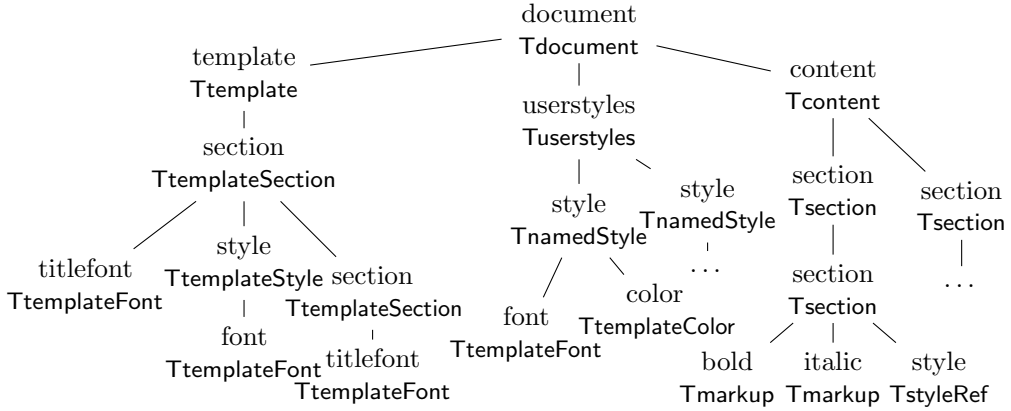 document
Tdocument
template
Ttemplate
content
Tcontent
userstyles
Tuserstyles
section
TtemplateSection
section
Tsection
section
Tsection
style
TnamedStyle
style
TnamedStyle
...
...
titlefont
TtemplateFont
style
TtemplateStyle
section
TtemplateSection
section
Tsection
font
TtemplateFont
color
TtemplateColor
font
TtemplateFont
titlefont
TtemplateFont
bold
Tmarkup
italic
Tmarkup
style
TstyleRef